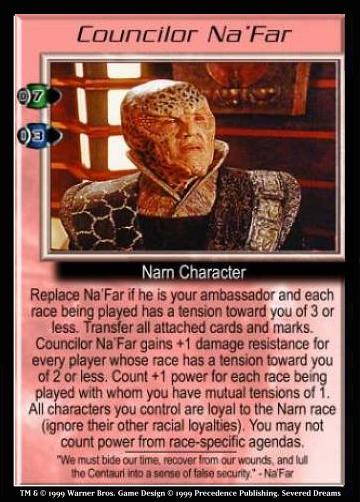 Councilor Na'Far
7
3
Narn Character
Replace Na'Far if he is your ambassador and each
race being played has a tension toward you of 3 or
less. Transfer all attached cards and marks.
Councilor Na'Far gains +1 damage resistance for
every player whose race has a tension toward you
of 2 or less. Count +1 power for each race being
played with whom you have mutual tensions of 1.
All characters you control are loyal to the Narn race
(ignore their other racial loyalties). You may not
count power from race-specific agendas.
"We must bide our time, recover from our wounds, and lull
the Centauri into a sense of false security." - Na'Far
TM & © 1999 Warner Bros. Game Design © 1999 Precedence Publishing. Severed Dreams